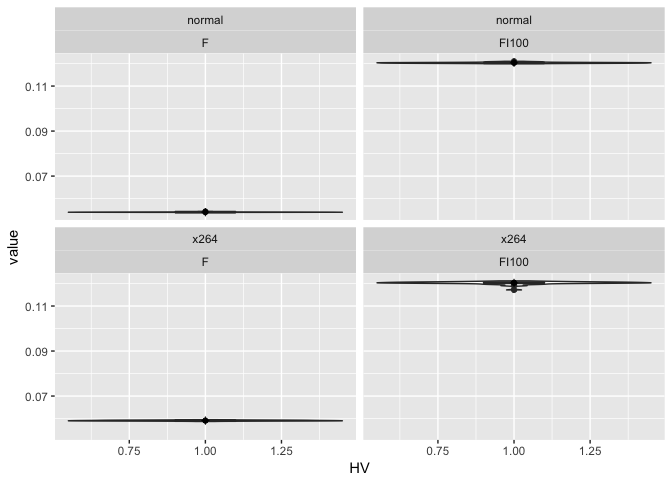 normal
normal
F
FI100
0.11
0.09
0.07
value
x264
x264
F
FI100
0.11
0.09
0.07
0.75
1.00
1.25
0.75
1.00
1.25
HV